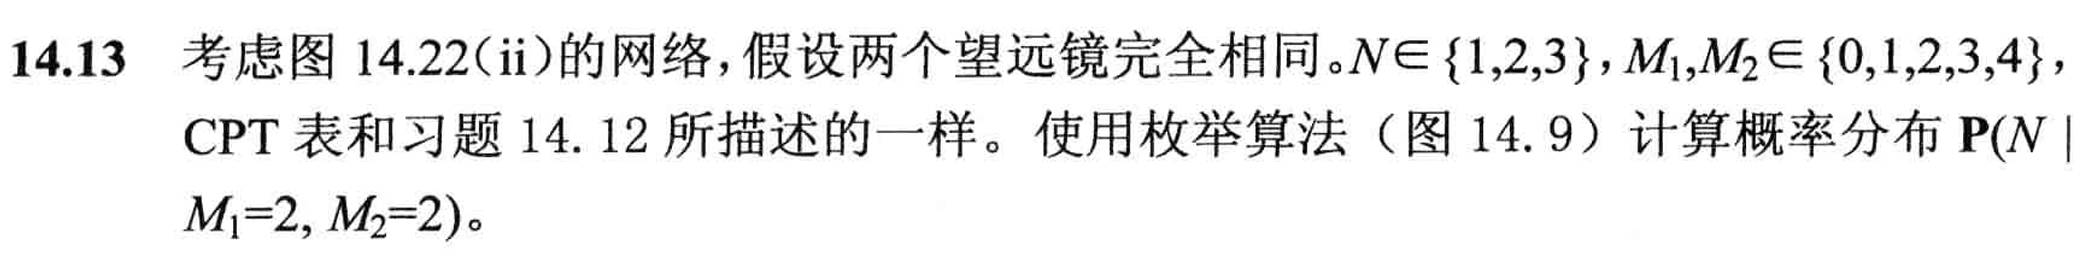 14.13 考虑图 14.22(ii)的网络,假设两个望远镜完全相同。N∈{1,2,3},M₁,M₂∈{0,1,2,3,4},
CPT 表和习题 14.12 所描述的一样。使用枚举算法(图 14.9)计算概率分布 P(N |
M₁=2, M₂=2)。